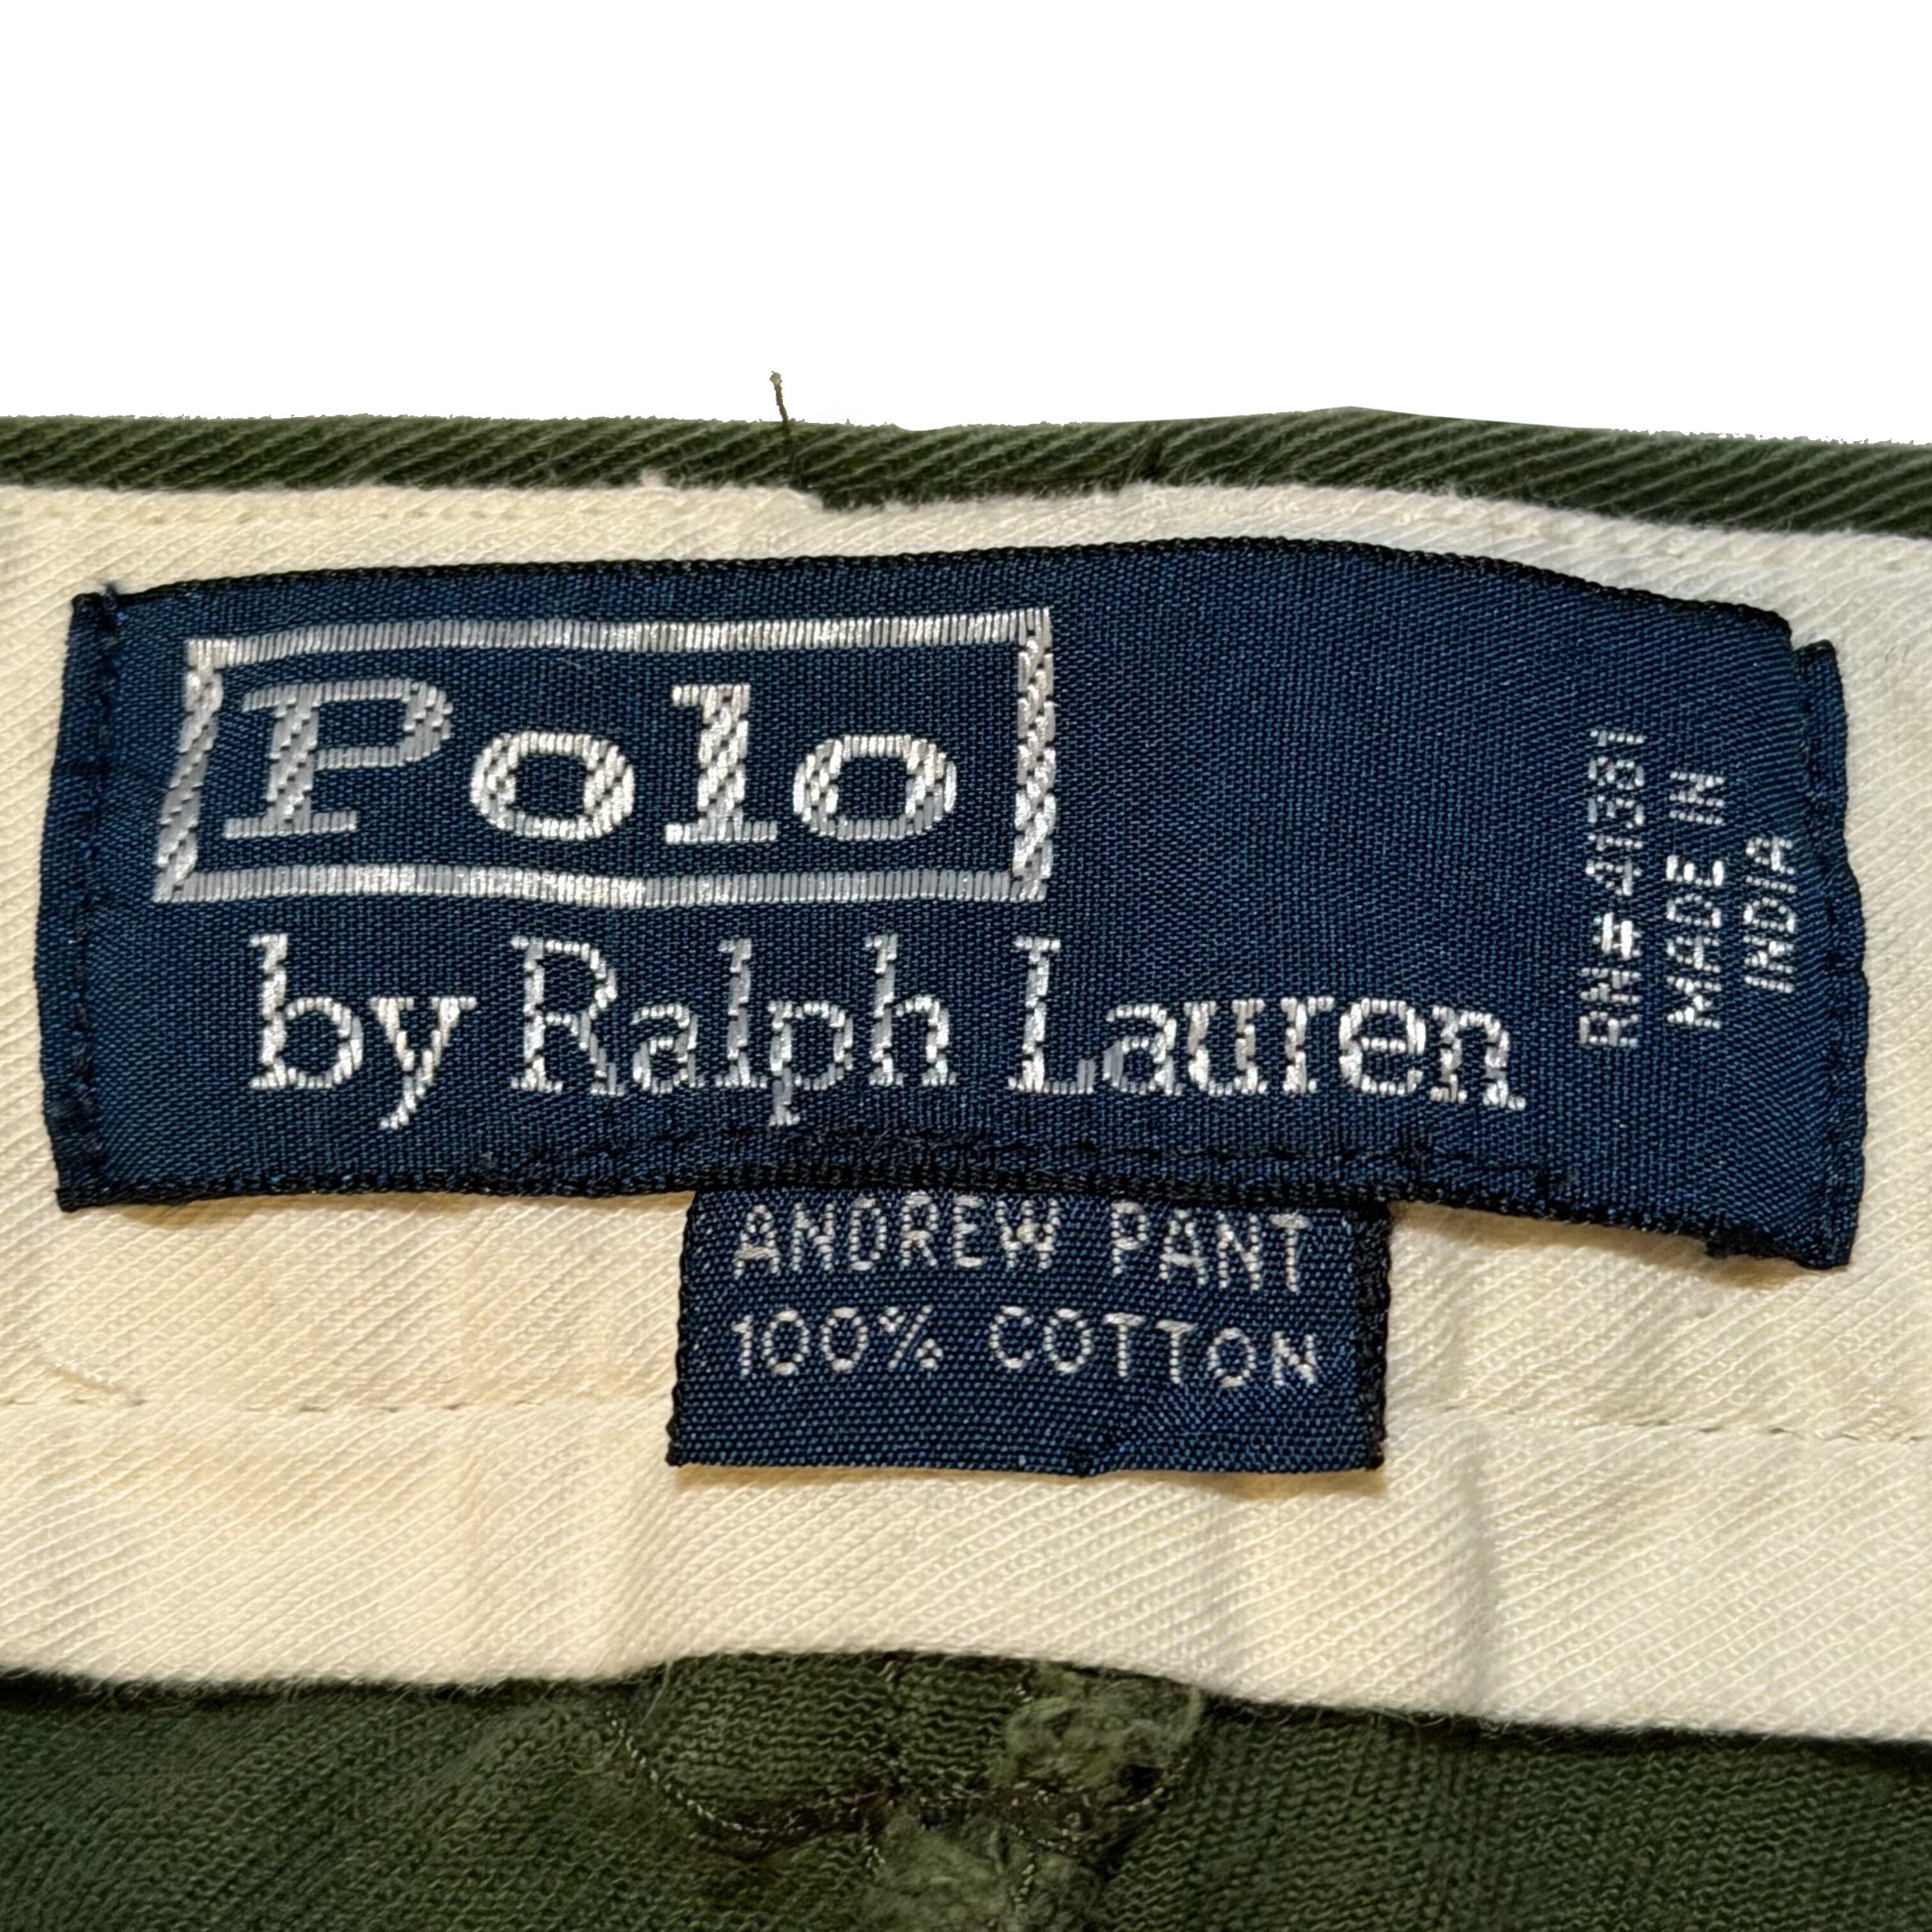 Polo
by Ralph Lauren
RN# 41381
MADE IN
INDIA
ANDREW PANT
100% COTTON